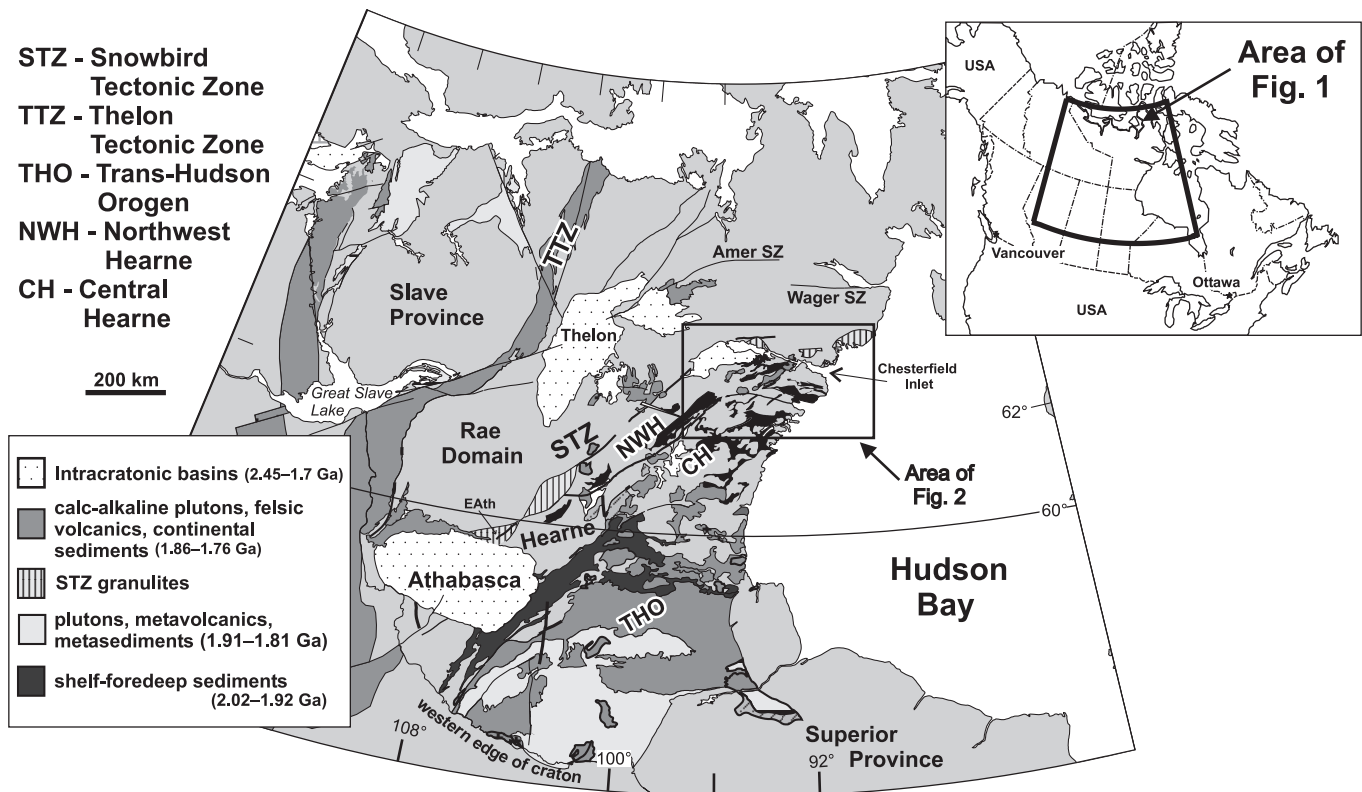 STZ - Snowbird
Tectonic Zone
TTZ - Thelon
Tectonic Zone
THO - Trans-Hudson
Orogen
NWH - Northwest
Hearne
CH - Central
Hearne
200 km
USA
Area of
Fig. 1
Vancouver
Ottawa
USA
TTZ
Amer SZ
Wager SZ
Slave
Province
Thelon
Chesterfield
Inlet
Great Slave
Lake
62°
Rae
Domain
STZ
NWH
CH
Area of
Fig. 2
EAth
Hearne
60°
Athabasca
Hudson
Bay
THO
Intracratonic basins (2.45–1.7 Ga)
calc-alkaline plutons, felsic
volcanics, continental
sediments (1.86–1.76 Ga)
STZ granulites
plutons, metavolcanics,
metasediments (1.91–1.81 Ga)
shelf-foredeep sediments
(2.02–1.92 Ga)
western edge of craton
108°
100°
92°
Superior
Province